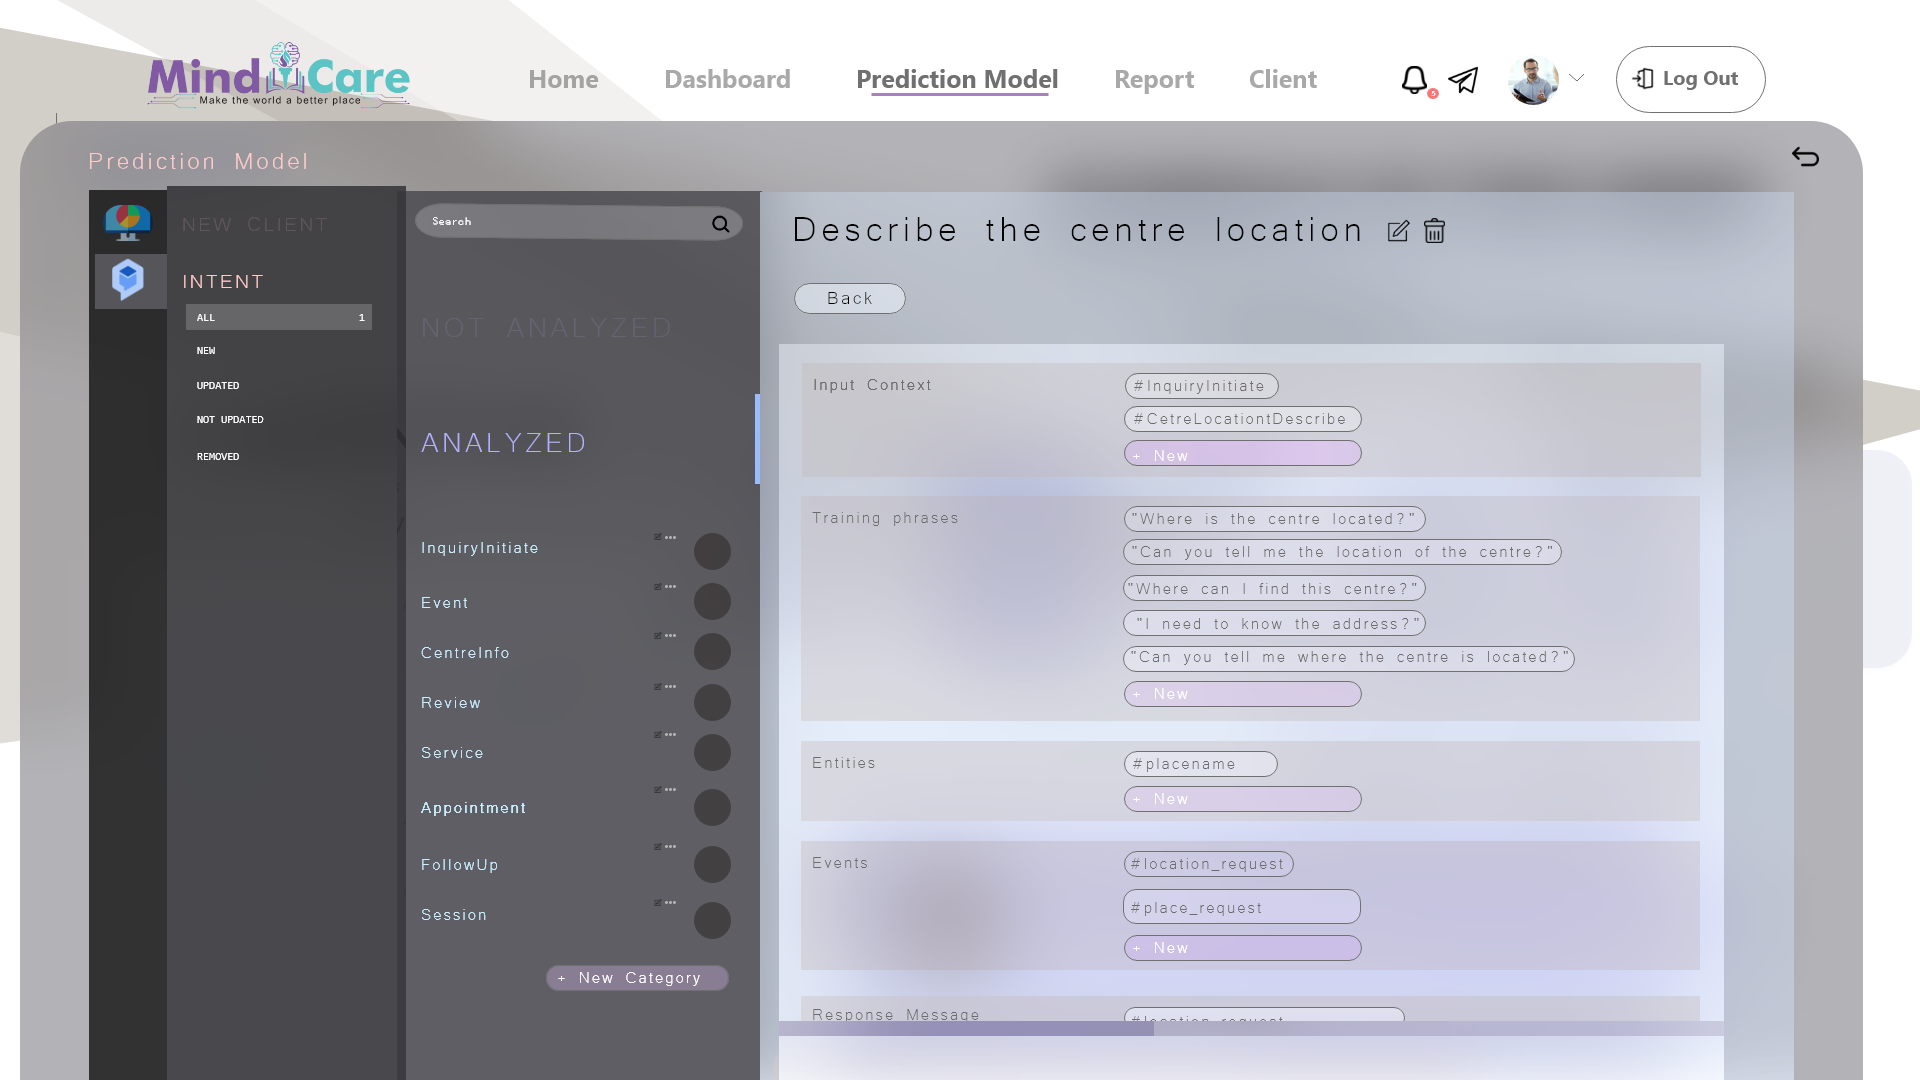 Mind Care
Make the world a better place
Home
Dashboard
Prediction Model
Report
Client
5
Log Out
Prediction Model
NEW CLIENT
INTENT
ALL 1
NEW
UPDATED
NOT UPDATED
REMOVED
Search
NOT ANALYZED
ANALYZED
InquiryInitiate
Event
CentreInfo
Review
Service
Appointment
FollowUp
Session
+ New Category
Describe the centre location
Back
Input Context
#InquiryInitiate
#CetreLocationtDescribe
+ New
Training phrases
"Where is the centre located?"
"Can you tell me the location of the centre?"
"Where can I find this centre?"
"I need to know the address?"
"Can you tell me where the centre is located?"
+ New
Entities
#placename
+ New
Events
#location_request
#place_request
+ New
Response Message
#location_request